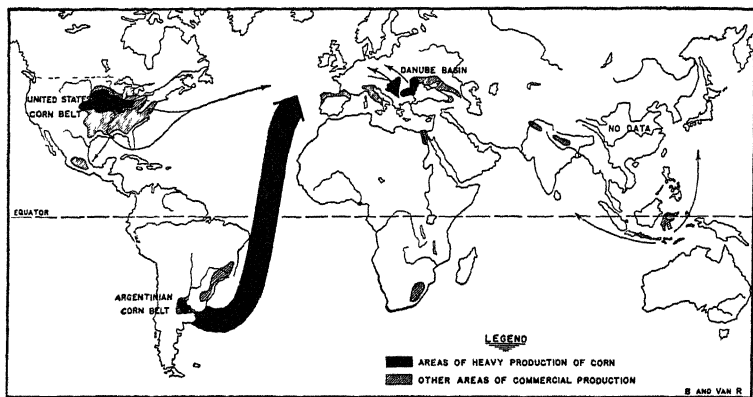 DANUBE BASIN
UNITED STATES
CORN BELT
NO DATA
EQUATOR
ARGENTINIAN
CORN BELT
LEGEND
AREAS OF HEAVY PRODUCTION OF CORN
OTHER AREAS OF COMMERCIAL PRODUCTION
B AND VAN R